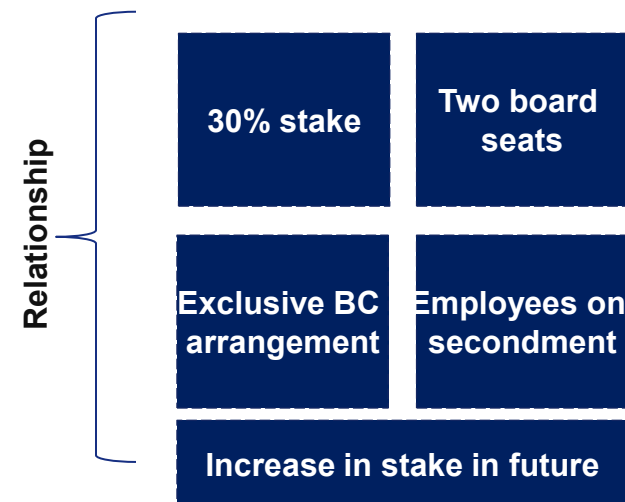 Relationship
30% stake
Two board
seats
Exclusive BC
arrangement
Employees on
secondment
Increase in stake in future